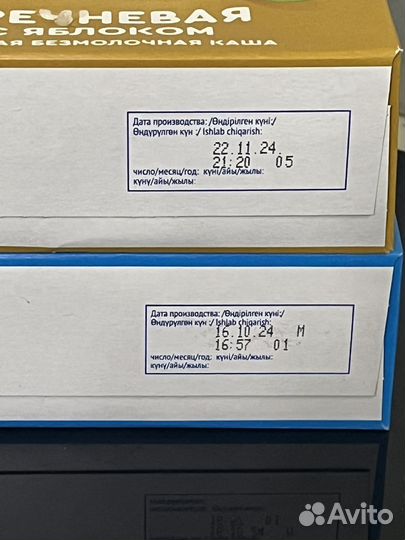 РЕЧНЕВАЯ
С ЯБЛОКОМ
АЯ БЕЗМОЛОЧНАЯ КАША
Дата производства: /Өндірілген күні:/
Өндүрүлгөн күн :/ Ishlab chiqarish:
22.11.24.
21:20 05
число/месяц/год: күні/айы/жылы:
күнү/айы/жылы:
Дата производства: /Өндірілген күні:/
Өндүрүлгөн күн :/ Ishlab chiqarish:
16.10.24 М
16:57 01
число/месяц/год: күні/айы/жылы:
күнү/айы/жылы:
Avito